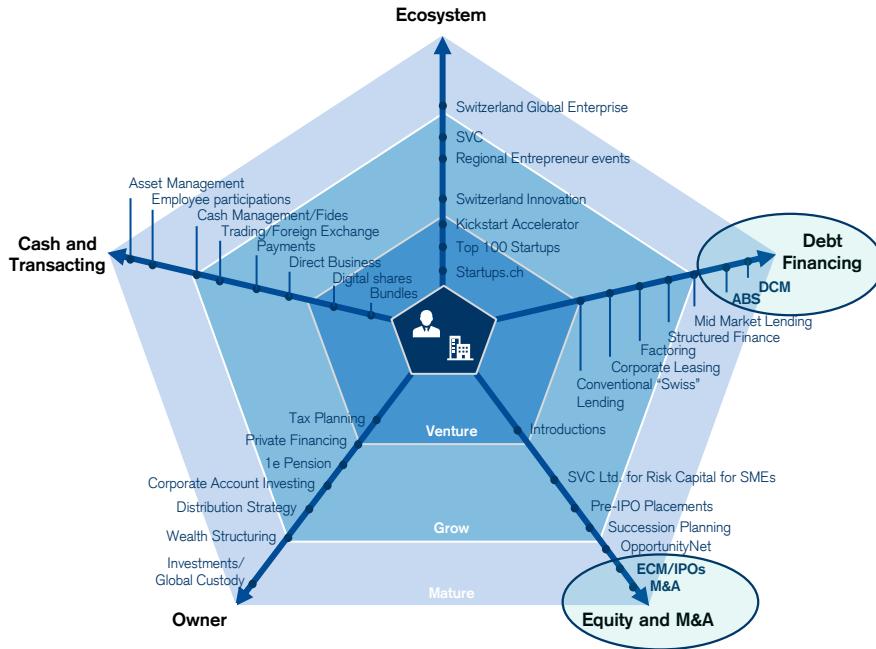 Ecosystem
Switzerland Global Enterprise
SVC
Regional Entrepreneur events
Switzerland Innovation
Kickstart Accelerator
Top 100 Startups
Startups.ch
Asset Management
Employee participations
Cash Management/Fides
Trading/Foreign Exchange
Payments
Direct Business
Digital shares
Bundles
Cash and
Transacting
Debt
Financing
DCM
ABS
Mid Market Lending
Structured Finance
Factoring
Corporate Leasing
Conventional “Swiss”
Lending
Tax Planning
Private Financing
1e Pension
Corporate Account Investing
Distribution Strategy
Wealth Structuring
Investments/
Global Custody
Owner
Venture
Grow
Mature
Introductions
SVC Ltd. for Risk Capital for SMEs
Pre-IPO Placements
Succession Planning
OpportunityNet
ECM/IPOs
M&A
Equity and M&A